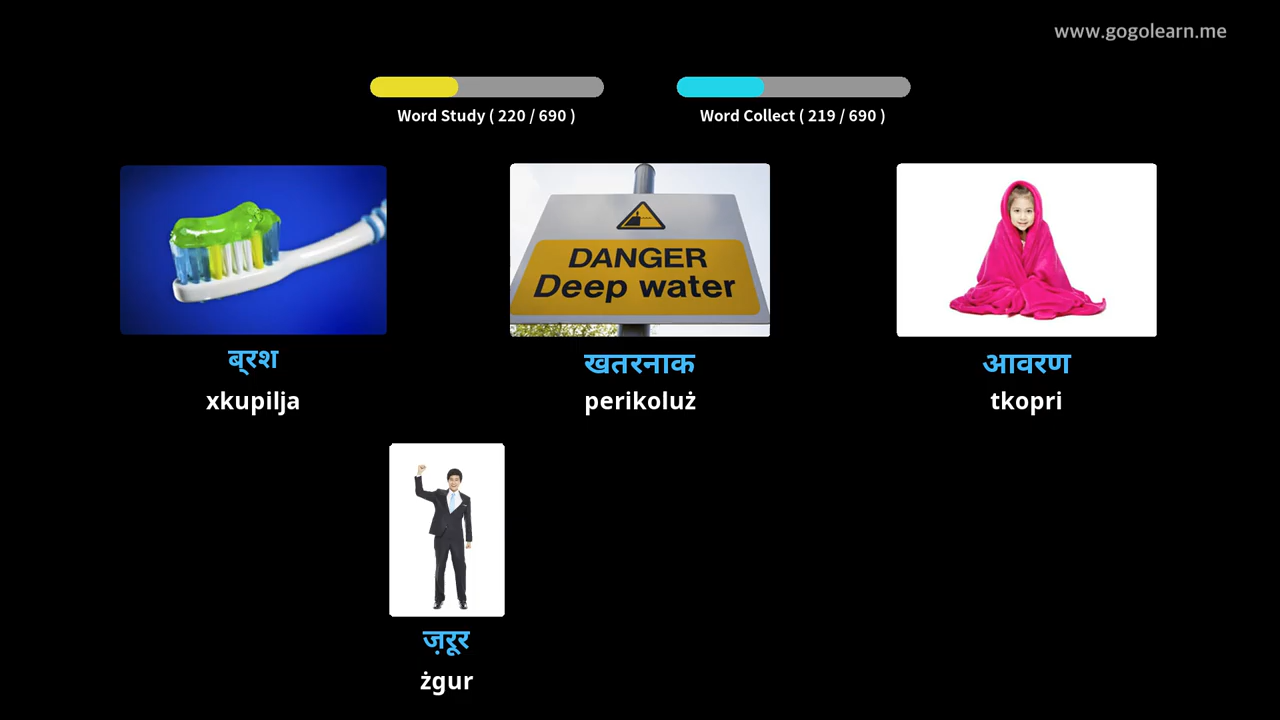 www.gogolearn.me
Word Study ( 220 / 690 )
Word Collect ( 219 / 690 )
DANGER
Deep water
ब्रश
खतरनाक
आवरण
xkupilja
perikoluż
tkopri
ज़रूर
żgur